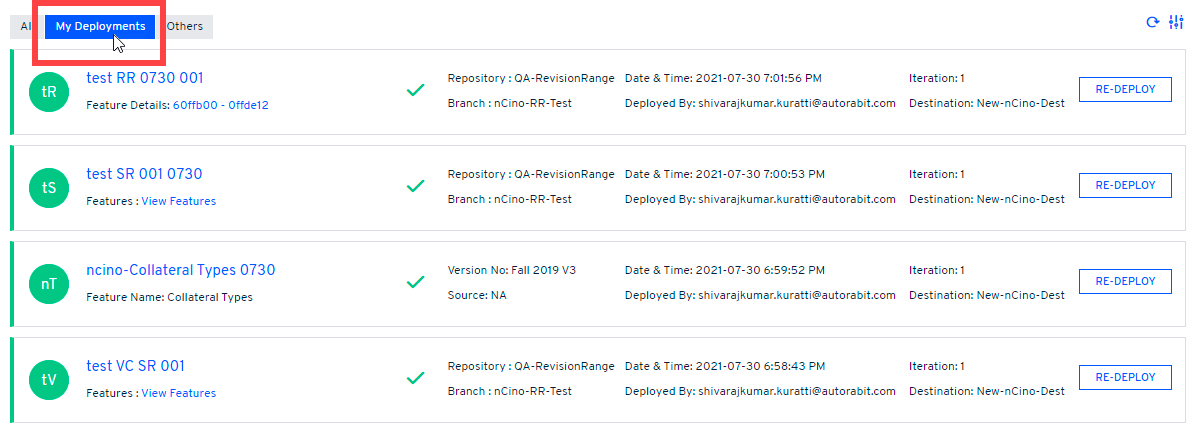 Al My Deployments Others
tR test RR 0730 001 Repository : QA-RevisionRange Date & Time: 2021-07-30 7:01:56 PM Iteration: 1 RE-DEPLOY
Feature Details: 60ffb00 - 0ffde12 Branch : nCino-RR-Test Deployed By: shivarajkumar.kuratti@autorabit.com Destination: New-nCino-Dest
tS test SR 001 0730 Repository : QA-RevisionRange Date & Time: 2021-07-30 7:00:53 PM Iteration: 1 RE-DEPLOY
Features : View Features Branch : nCino-RR-Test Deployed By: shivarajkumar.kuratti@autorabit.com Destination: New-nCino-Dest
nT ncino-Collateral Types 0730 Version No: Fall 2019 V3 Date & Time: 2021-07-30 6:59:52 PM Iteration: 1 RE-DEPLOY
Feature Name: Collateral Types Source: NA Deployed By: shivarajkumar.kuratti@autorabit.com Destination: New-nCino-Dest
tV test VC SR 001 Repository : QA-RevisionRange Date & Time: 2021-07-30 6:58:43 PM Iteration: 1 RE-DEPLOY
Features : View Features Branch : nCino-RR-Test Deployed By: shivarajkumar.kuratti@autorabit.com Destination: New-nCino-Dest